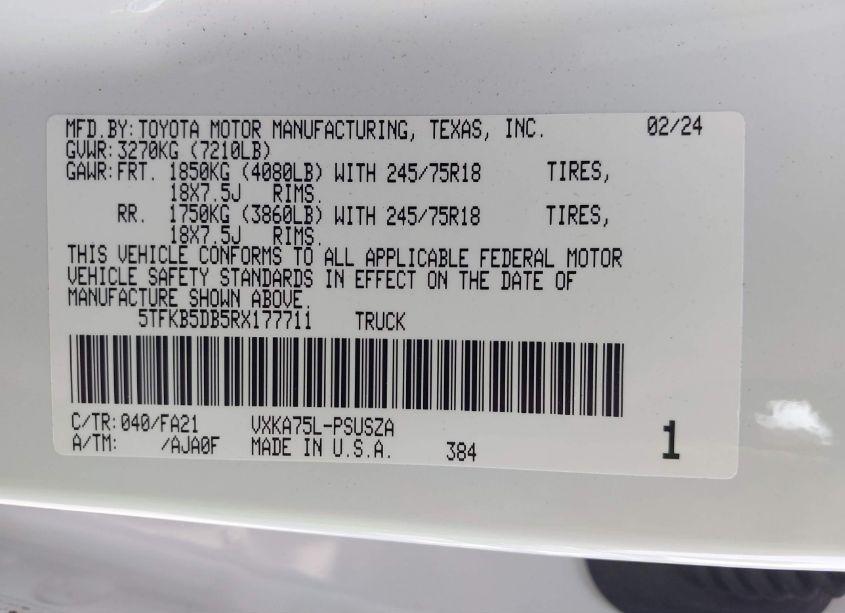 MFD.BY:TOYOTA MOTOR MANUFACTURING, TEXAS, INC. 02/24
GVWR:3270KG (7210LB)
GAWR:FRT. 1850KG (4080LB) WITH 245/75R18 TIRES,
18X7.5J RIMS.
RR. 1750KG (3860LB) WITH 245/75R18 TIRES,
18X7.5J RIMS.
THIS VEHICLE CONFORMS TO ALL APPLICABLE FEDERAL MOTOR
VEHICLE SAFETY STANDARDS IN EFFECT ON THE DATE OF
MANUFACTURE SHOWN ABOVE.
5TFKB5DB5RX177711 TRUCK
C/TR:040/FA21 VXKA75L-PSUSZA
A/TM: /AJA0F MADE IN U.S.A. 384 1